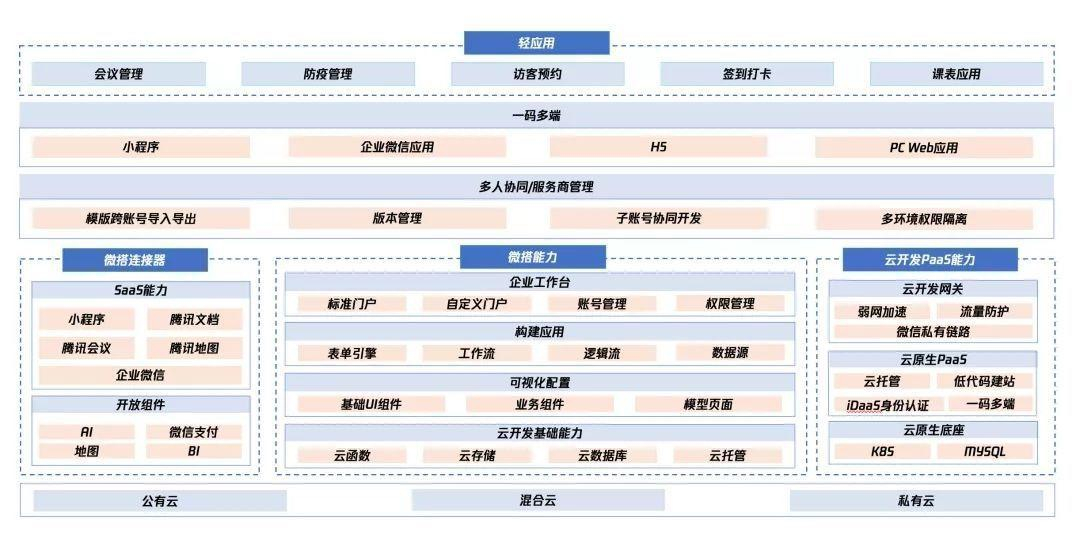 轻应用
会议管理 防疫管理 访客预约 签到打卡 课表应用
一码多端
小程序 企业微信应用 H5 PC Web应用
多人协同/服务商管理
模版跨账号导入导出 版本管理 子账号协同开发 多环境权限隔离
微搭连接器
SaaS能力
小程序 腾讯文档
腾讯会议 腾讯地图
企业微信
开放组件
AI 微信支付
地图 BI
微搭能力
企业工作台
标准门户 自定义门户 账号管理 权限管理
构建应用
表单引擎 工作流 逻辑流 数据源
可视化配置
基础UI组件 业务组件 模型页面
云开发基础能力
云函数 云存储 云数据库 云托管
云开发PaaS能力
云开发网关
弱网加速 流量防护
微信私有链路
云原生PaaS
云托管 低代码建站
iDaaS身份认证 一码多端
云原生底座
K8S MYSQL
公有云 混合云 私有云